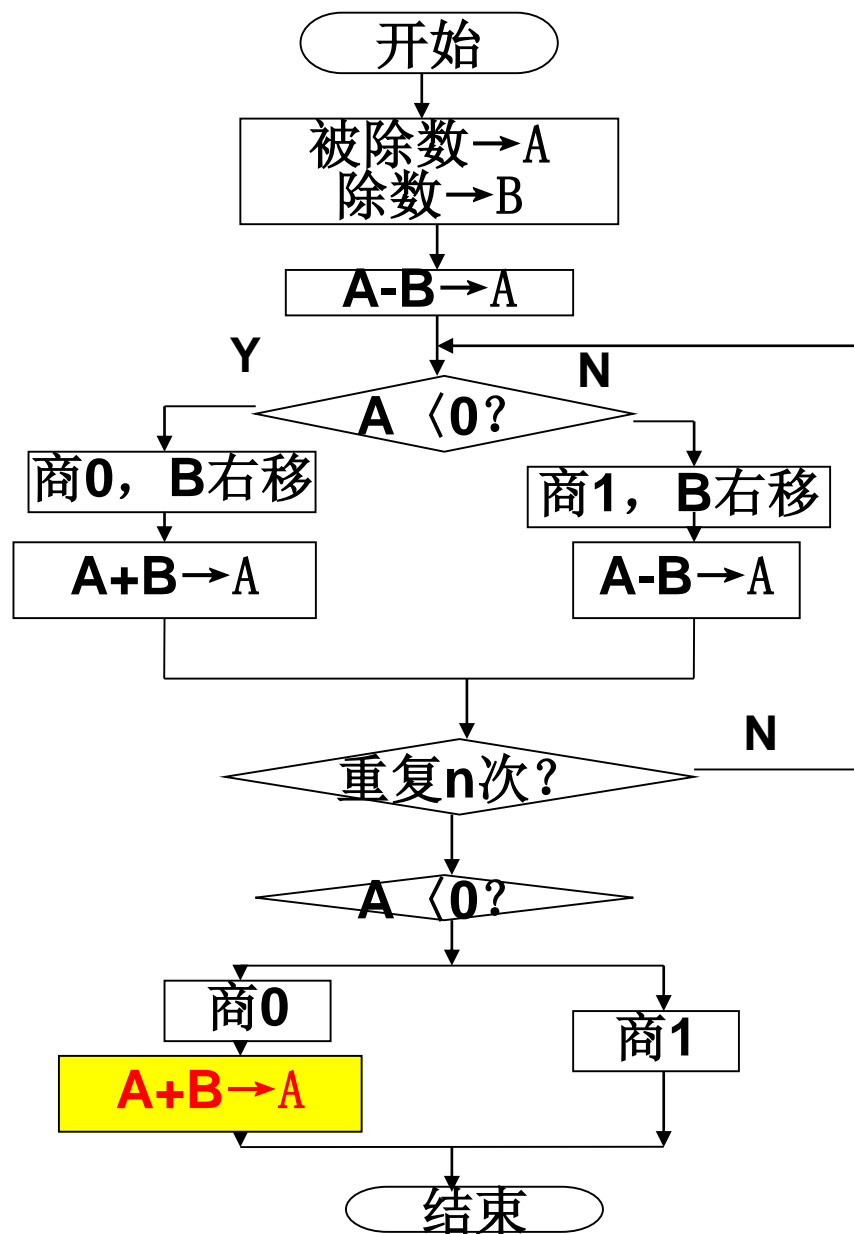 开始
被除数→A
除数→B
A-B→A
Y
N
A〈0?
商0，B右移
商1，B右移
A+B→A
A-B→A
N
重复n次?
A〈0?
商0
商1
A+B→A
结束